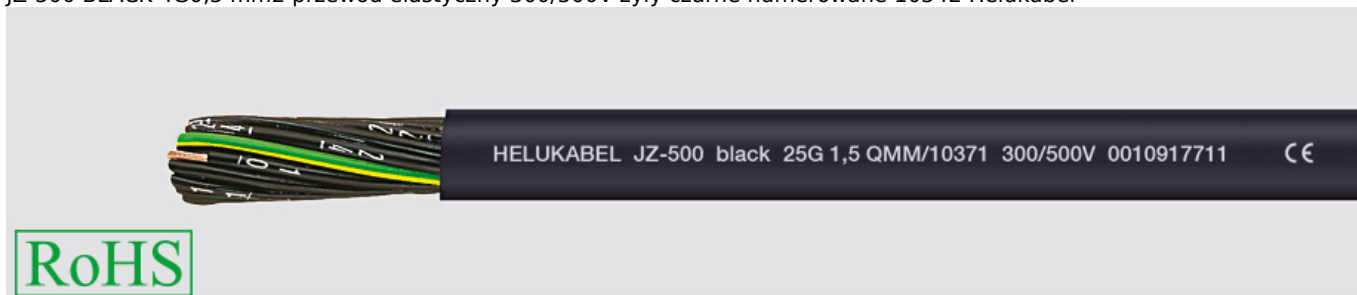 JZ-500 BLACK 4G0,5 mm2 przewód elastyczny 300/500V żyły czarne numerowane 10342 Helukabel
HELUKABEL JZ-500 black 25G 1,5 QMM/10371 300/500V 0010917711 CE
RoHS